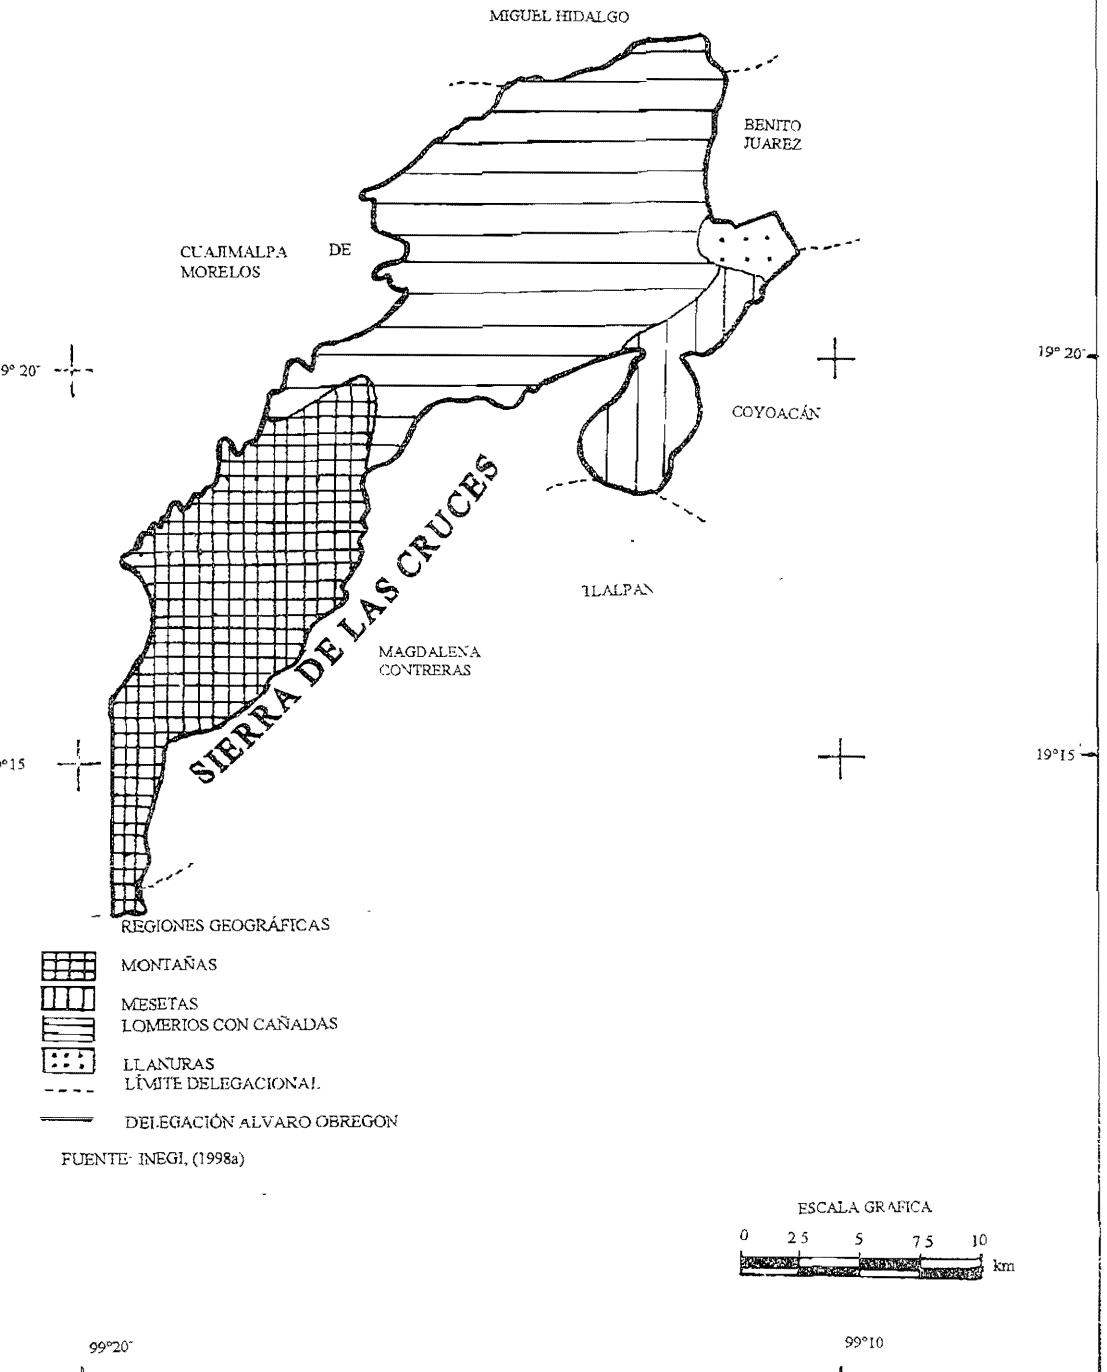 MIGUEL HIDALGO
BENITO
JUAREZ
CUAJIMALPA DE
MORELOS
9° 20'
19° 20'
COYOACÁN
SIERRA DE LAS CRUCES
TLALPAN
MAGDALENA
CONTRERAS
°15
19°15'
REGIONES GEOGRÁFICAS
MONTAÑAS
MESETAS
LOMERIOS CON CAÑADAS
LLANURAS
LÍMITE DELEGACIONAL
DELEGACIÓN ALVARO OBREGON
FUENTE: INEGI, (1998a)
ESCALA GRAFICA
0 2 5 5 7 5 10
km
99°20'
99°10